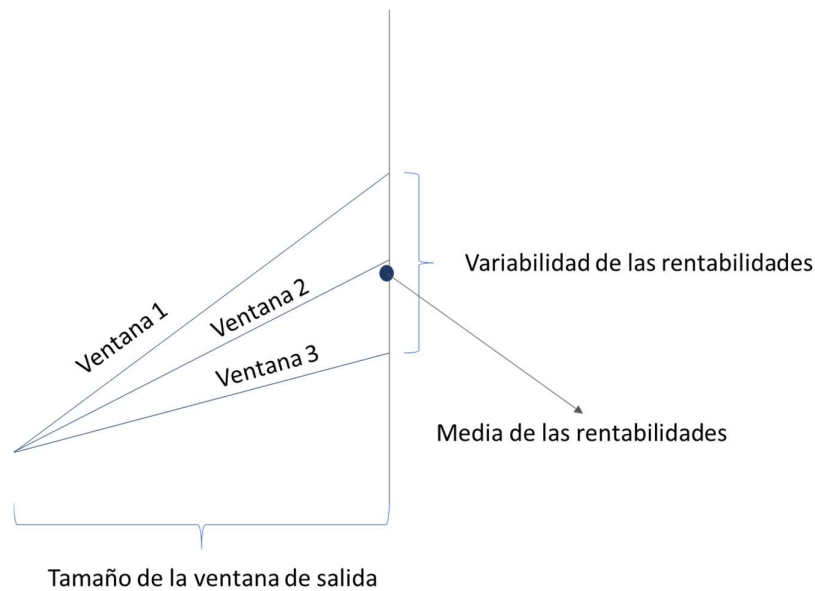 Ventana 1
Ventana 2
Ventana 3
Variabilidad de las rentabilidades
Media de las rentabilidades
Tamaño de la ventana de salida